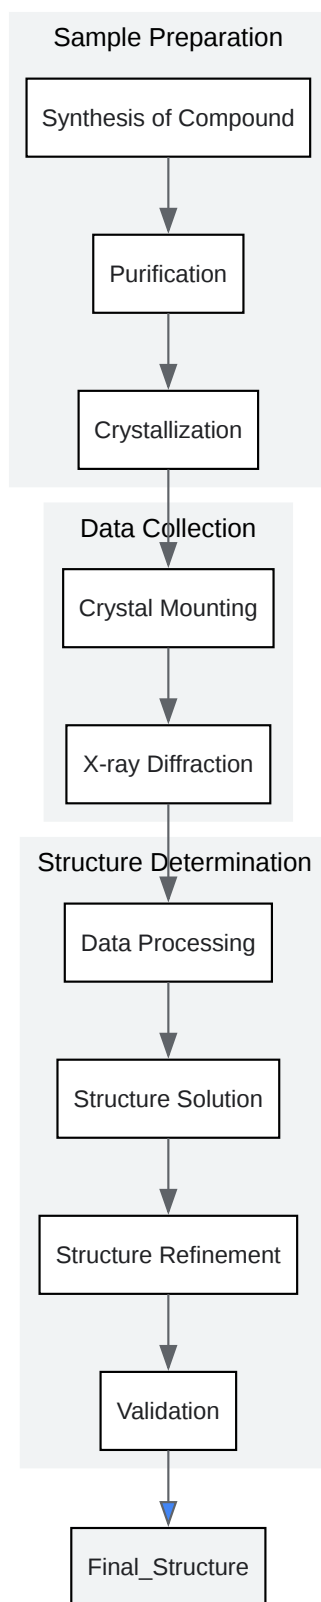 Sample Preparation
Synthesis of Compound
Purification
Crystallization
Data Collection
Crystal Mounting
X-ray Diffraction
Structure Determination
Data Processing
Structure Solution
Structure Refinement
Validation
Final_Structure